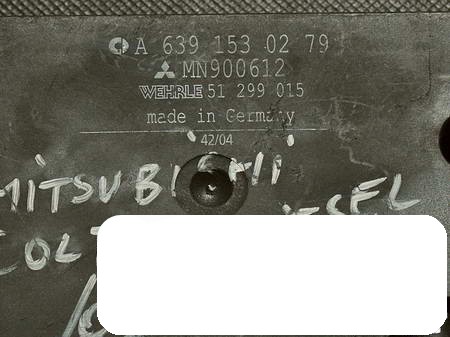 A 639 153 02 79
MN900612
WEHRLE 51 299 015
made in Germany
42/04
MITSUBISHI
COLT